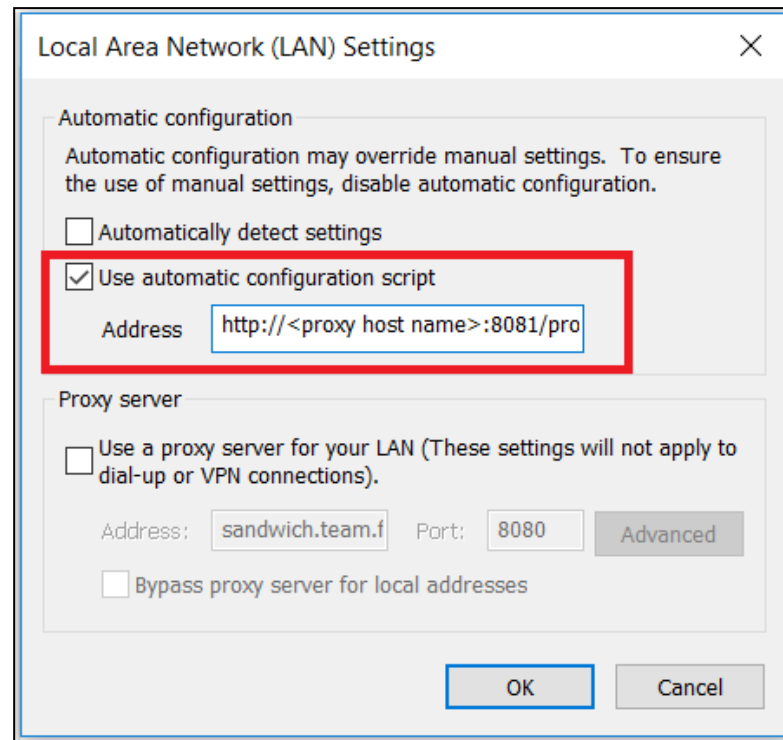 Local Area Network (LAN) Settings
Automatic configuration
Automatic configuration may override manual settings. To ensure
the use of manual settings, disable automatic configuration.
Automatically detect settings
Use automatic configuration script
Address http://<proxy host name>:8081/pro
Proxy server
Use a proxy server for your LAN (These settings will not apply to
dial-up or VPN connections).
Address: sandwich.team.f Port: 8080 Advanced
Bypass proxy server for local addresses
OK Cancel